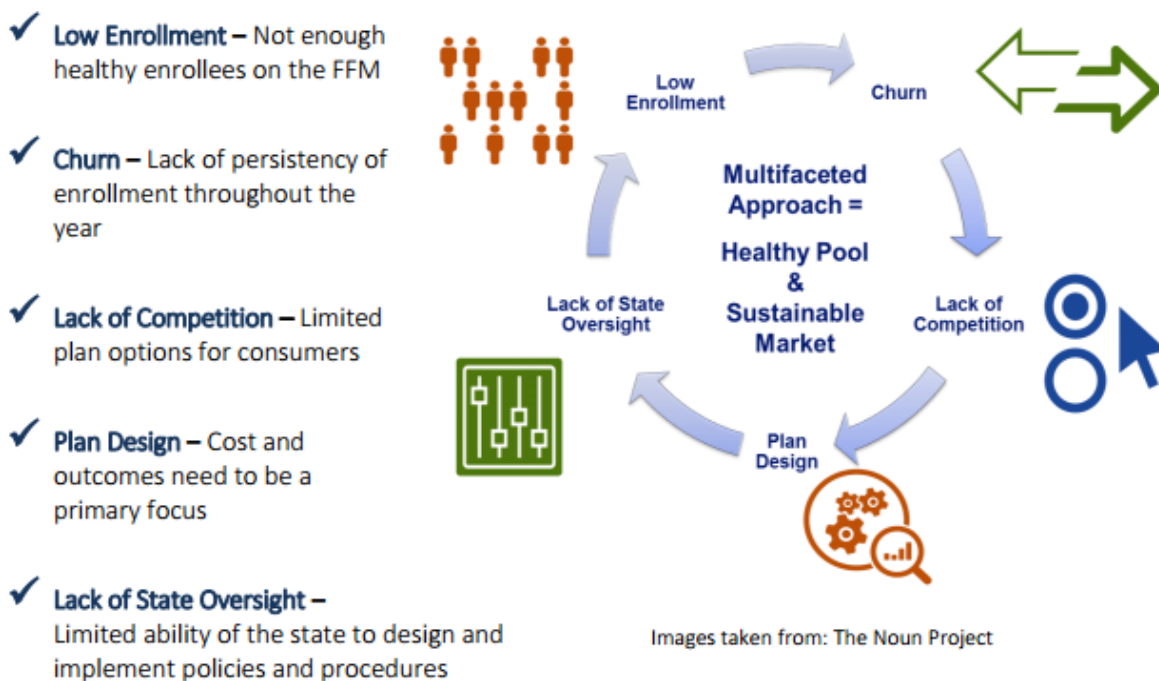 ✓ Low Enrollment – Not enough
healthy enrollees on the FFM
✓ Churn – Lack of persistency of
enrollment throughout the
year
✓ Lack of Competition – Limited
plan options for consumers
✓ Plan Design – Cost and
outcomes need to be a
primary focus
✓ Lack of State Oversight –
Limited ability of the state to design and
implement policies and procedures
Low
Enrollment
Churn
Lack of
Competition
Plan
Design
Lack of State
Oversight
Multifaceted
Approach =
Healthy Pool
&
Sustainable
Market
Images taken from: The Noun Project